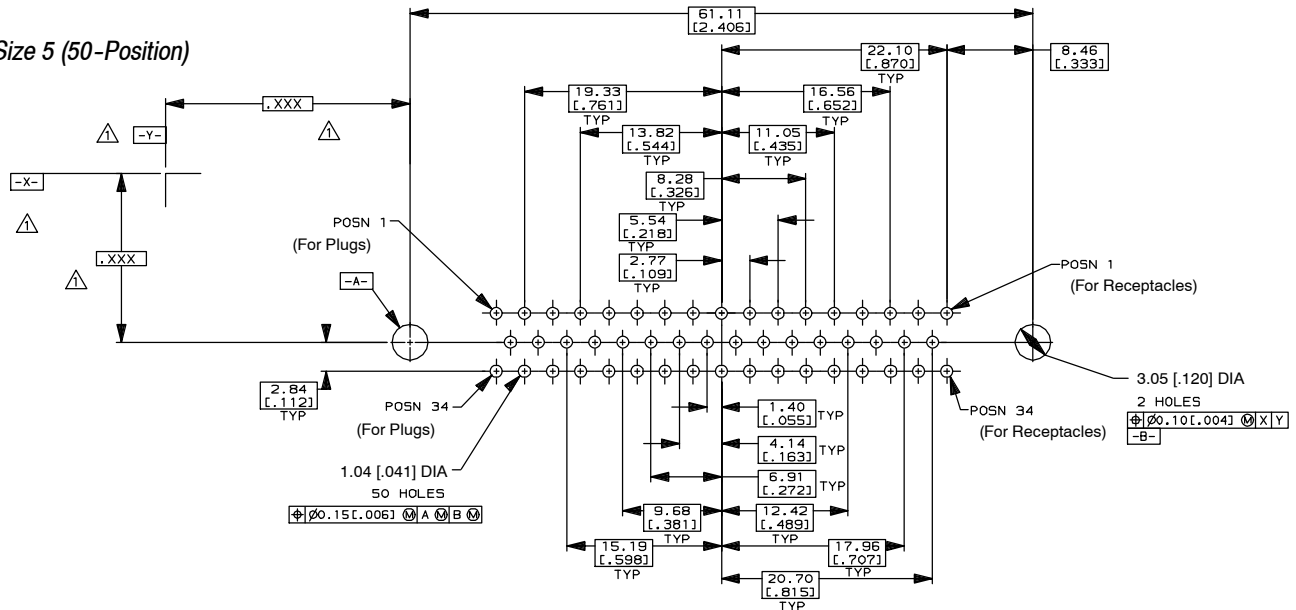 61.11
[2.406]
Size 5 (50-Position)
22.10
[.870]
TYP
8.46
[.333]
.XXX
19.33
[.761]
TYP
16.56
[.652]
TYP
1
-Y-
1
13.82
[.544]
TYP
11.05
[.435]
TYP
-X-
8.28
[.326]
TYP
1
POSN 1
(For Plugs)
5.54
[.218]
TYP
.XXX
1
2.77
[.109]
TYP
-A-
POSN 1
(For Receptacles)
2.84
[.112]
TYP
POSN 34
(For Plugs)
1.40
[.055]
TYP
POSN 34
(For Receptacles)
3.05 [.120] DIA
2 HOLES
⌖ Ø0.10[.004] Ⓜ X Y
-B-
4.14
[.163]
TYP
1.04 [.041] DIA
50 HOLES
⌖ Ø0.15[.006] Ⓜ A Ⓜ B Ⓜ
6.91
[.272]
TYP
9.68
[.381]
TYP
12.42
[.489]
TYP
15.19
[.598]
TYP
17.96
[.707]
TYP
20.70
[.815]
TYP